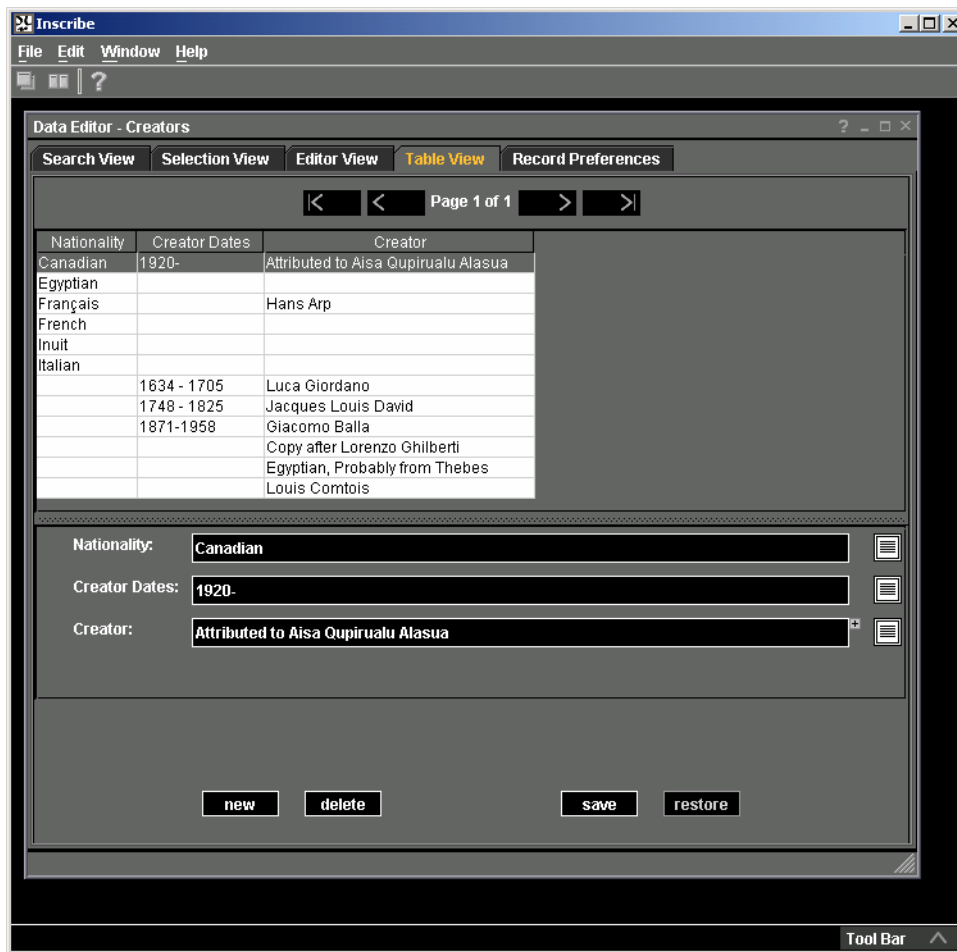 Inscribe
File Edit Window Help
?
Data Editor - Creators
Search View Selection View Editor View Table View Record Preferences
Page 1 of 1
Nationality Creator Dates Creator
Canadian 1920- Attributed to Aisa Qupirualu Alasua
Egyptian
Français Hans Arp
French
Inuit
Italian
1634 - 1705 Luca Giordano
1748 - 1825 Jacques Louis David
1871-1958 Giacomo Balla
Copy after Lorenzo Ghilberti
Egyptian, Probably from Thebes
Louis Comtois
Nationality: Canadian
Creator Dates: 1920-
Creator: Attributed to Aisa Qupirualu Alasua
new delete save restore
Tool Bar